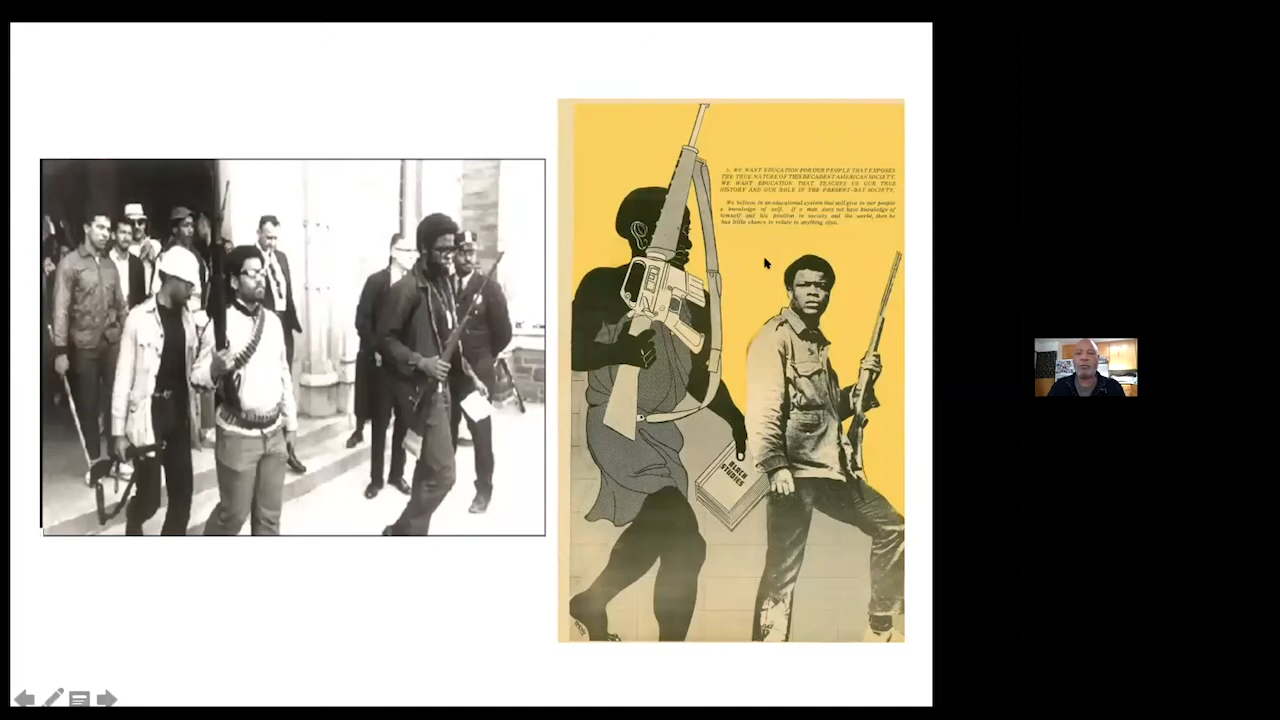 5. WE WANT EDUCATION FOR OUR PEOPLE THAT EXPOSES
THE TRUE NATURE OF THIS DECADENT AMERICAN SOCIETY.
WE WANT EDUCATION THAT TEACHES US OUR TRUE
HISTORY AND OUR ROLE IN THE PRESENT-DAY SOCIETY.
We believe in an educational system that will give to our people
a knowledge of self. If a man does not have knowledge of
himself and his position in society and the world, then he
has little chance to relate to anything else.
BLACK
STUDIES